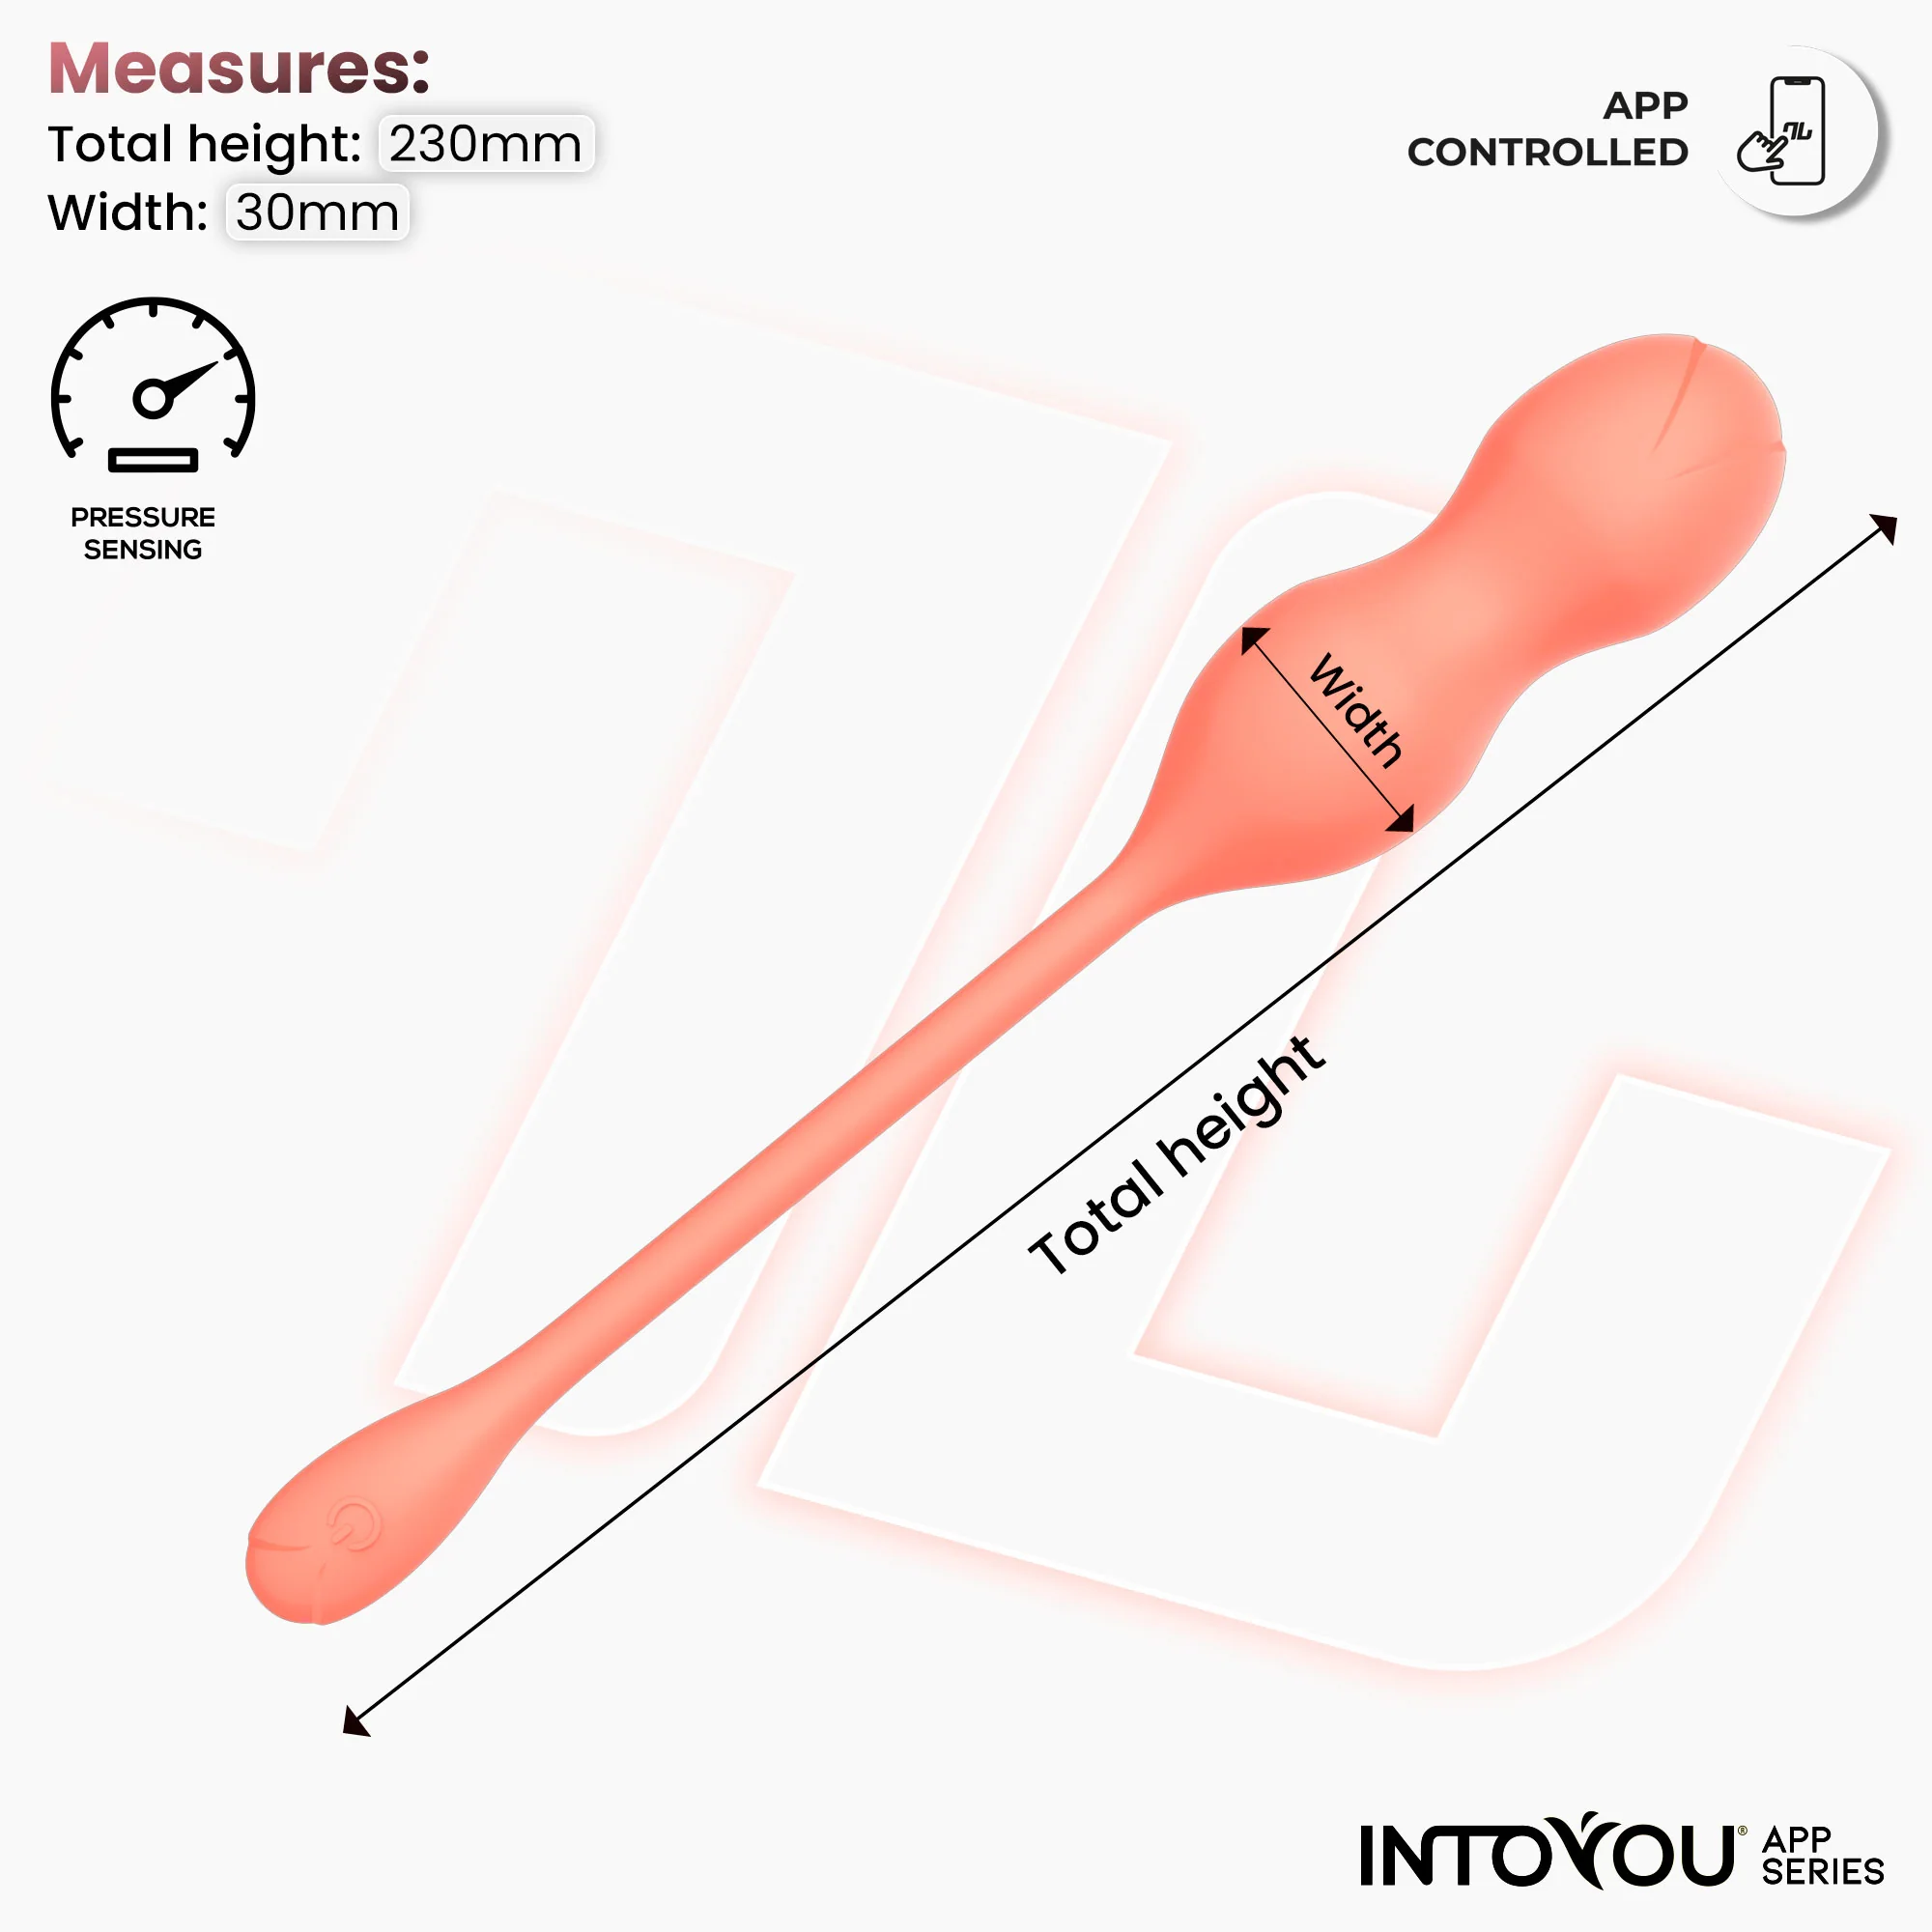 Measures:
Total height: 230mm
Width: 30mm
APP
CONTROLLED
PRESSURE
SENSING
Width
Total height
INTOYOU® APP
SERIES